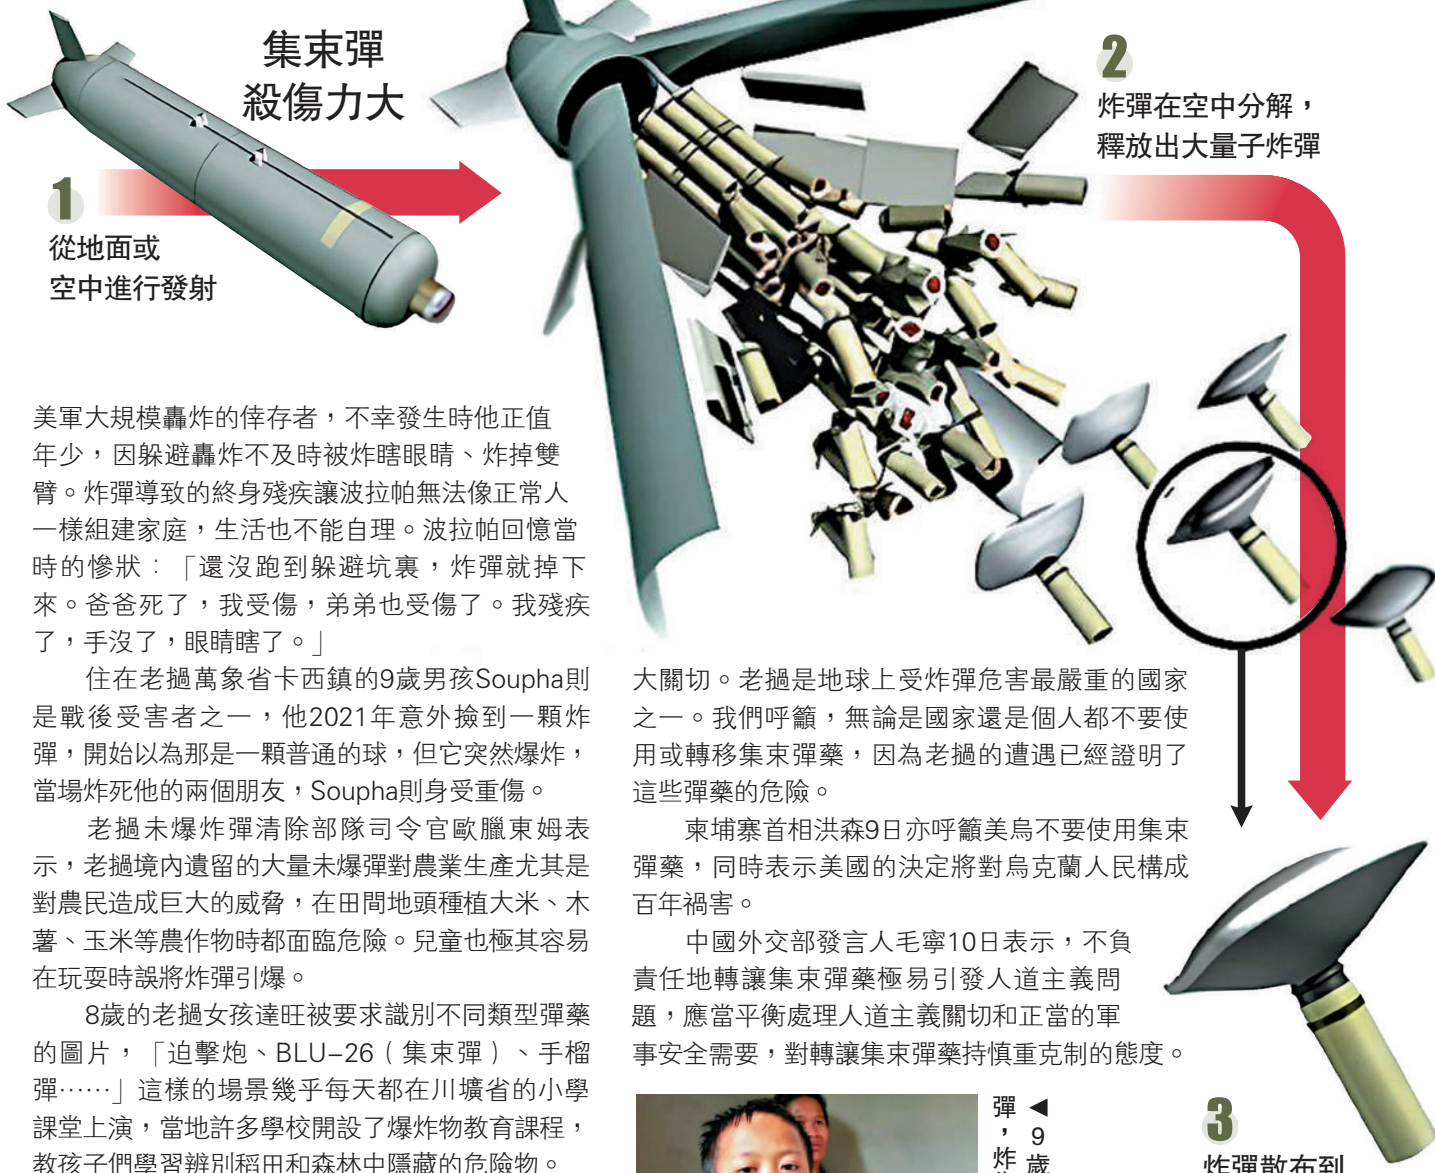 集束彈
殺傷力大
1
從地面或
空中進行發射
2
炸彈在空中分解，
釋放出大量子炸彈
美軍大規模轟炸的倖存者，不幸發生時他正值
年少，因躲避轟炸不及時被炸瞎眼睛、炸掉雙
臂。炸彈導致的終身殘疾讓波拉帕無法像正常人
一樣組建家庭，生活也不能自理。波拉帕回憶當
時的慘狀：「還沒跑到躲避坑裏，炸彈就掉下
來。爸爸死了，我受傷，弟弟也受傷了。我殘疾
了，手沒了，眼睛瞎了。」
住在老撾萬象省卡西鎮的9歲男孩Soupha則
是戰後受害者之一，他2021年意外撿到一顆炸
彈，開始以為那是一顆普通的球，但它突然爆炸，
當場炸死他的兩個朋友，Soupha則身受重傷。
老撾未爆炸彈清除部隊司令官歐臘東姆表
示，老撾境內遺留的大量未爆彈對農業生產尤其是
對農民造成巨大的威脅，在田間地頭種植大米、木
薯、玉米等農作物時都面臨危險。兒童也極其容易
在玩耍時誤將炸彈引爆。
8歲的老撾女孩達旺被要求識別不同類型彈藥
的圖片，「迫擊炮、BLU–26（集束彈）、手榴
彈……」這樣的場景幾乎每天都在川壙省的小學
課堂上演，當地許多學校開設了爆炸物教育課程，
教孩子們學習辨別稻田和森林中隱藏的危險物。
大關切。老撾是地球上受炸彈危害最嚴重的國家
之一。我們呼籲，無論是國家還是個人都不要使
用或轉移集束彈藥，因為老撾的遭遇已經證明了
這些彈藥的危險。
柬埔寨首相洪森9日亦呼籲美烏不要使用集束
彈藥，同時表示美國的決定將對烏克蘭人民構成
百年禍害。
中國外交部發言人毛寧10日表示，不負
責任地轉讓集束彈藥極易引發人道主義問
題，應當平衡處理人道主義關切和正當的軍
事安全需要，對轉讓集束彈藥持慎重克制的態度。
◀9歲
彈，炸
3
炸彈散布到